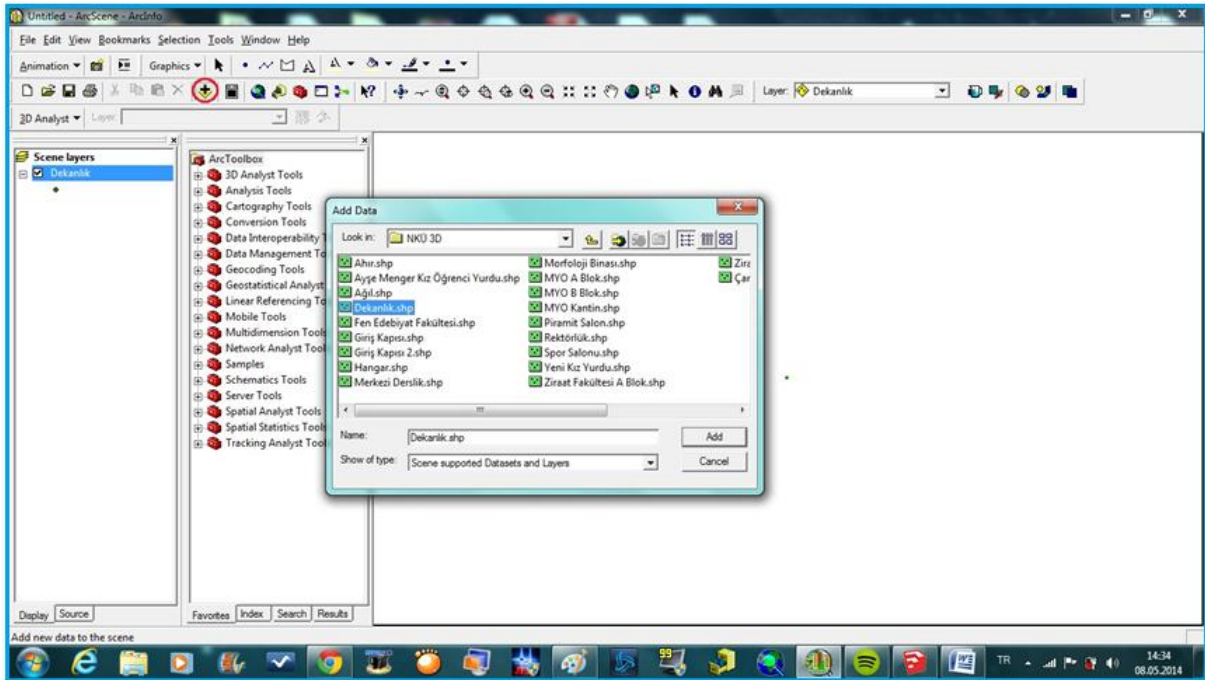 Untitled - ArcScene - ArcInfo
File Edit View Bookmarks Selection Tools Window Help
Animation Graphics A A
Layer: Dekanlık
3D Analyst Layer:
Scene layers
Dekanlık
ArcToolbox
3D Analyst Tools
Analysis Tools
Cartography Tools
Conversion Tools
Data Interoperability T
Data Management To
Geocoding Tools
Geostatistical Analyst
Linear Referencing To
Mobile Tools
Multidimension Tools
Network Analyst Tool
Samples
Schematics Tools
Server Tools
Spatial Analyst Tools
Spatial Statistics Tools
Tracking Analyst Tool
Add Data
Look in: NKÜ 3D
Ahır.shp
Ayşe Menger Kız Öğrenci Yurdu.shp
Ağıl.shp
Dekanlık.shp
Fen Edebiyat Fakültesi.shp
Giriş Kapısı.shp
Giriş Kapısı 2.shp
Hangar.shp
Merkezi Derslik.shp
Morfoloji Binası.shp
MYO A Blok.shp
MYO B Blok.shp
MYO Kantin.shp
Piramit Salon.shp
Rektörlük.shp
Spor Salonu.shp
Yeni Kız Yurdu.shp
Ziraat Fakültesi A Blok.shp
Zira
Çar
Name: Dekanlık.shp Add
Show of type: Scene supported Datasets and Layers Cancel
Display Source
Favorites Index Search Results
Add new data to the scene
99
TR 14:34
08.05.2014